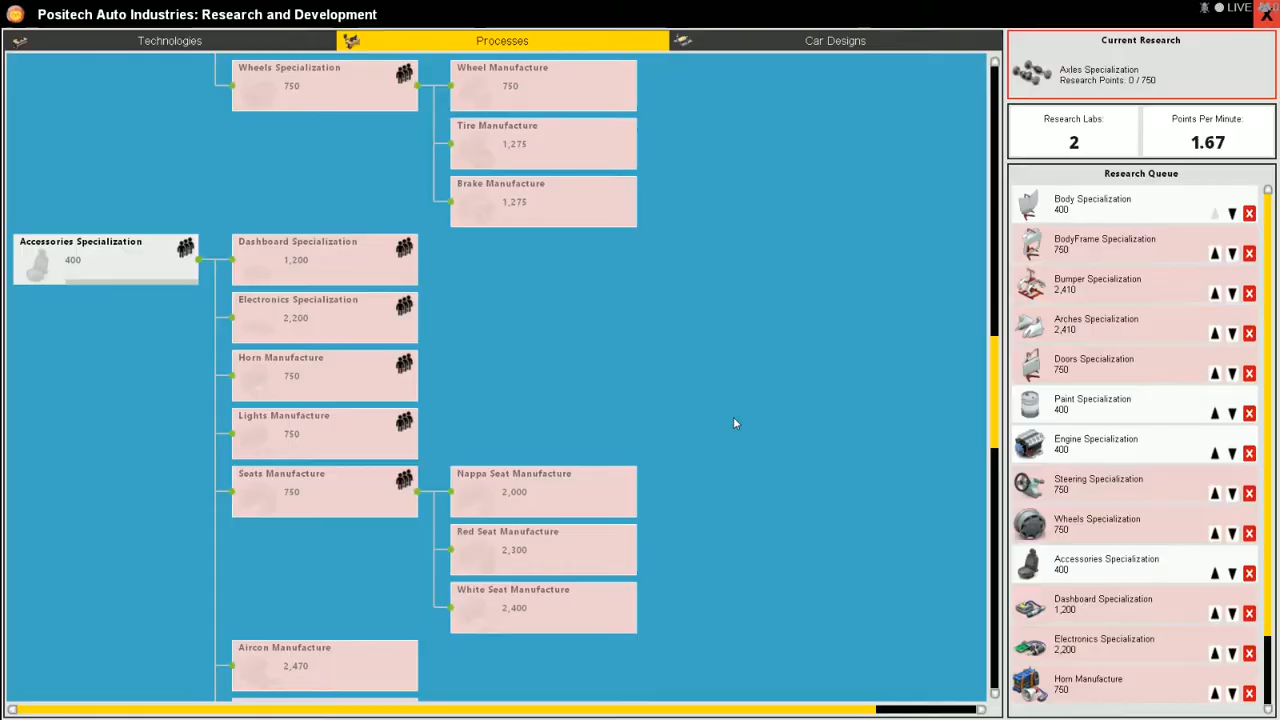 Positech Auto Industries: Research and Development
LIVE
Technologies
Processes
Car Designs
Current Research
Axles Specialization
Research Points: 0 / 750
Research Labs:
2
Points Per Minute:
1.67
Research Queue
Body Specialization
400
BodyFrame Specialization
750
Bumper Specialization
2,410
Arches Specialization
2,410
Doors Specialization
750
Paint Specialization
400
Engine Specialization
400
Steering Specialization
750
Wheels Specialization
750
Accessories Specialization
400
Dashboard Specialization
1,200
Electronics Specialization
2,200
Horn Manufacture
750
Wheels Specialization
750
Wheel Manufacture
750
Tire Manufacture
1,275
Brake Manufacture
1,275
Accessories Specialization
400
Dashboard Specialization
1,200
Electronics Specialization
2,200
Horn Manufacture
750
Lights Manufacture
750
Seats Manufacture
750
Nappa Seat Manufacture
2,000
Red Seat Manufacture
2,300
White Seat Manufacture
2,400
Aircon Manufacture
2,470